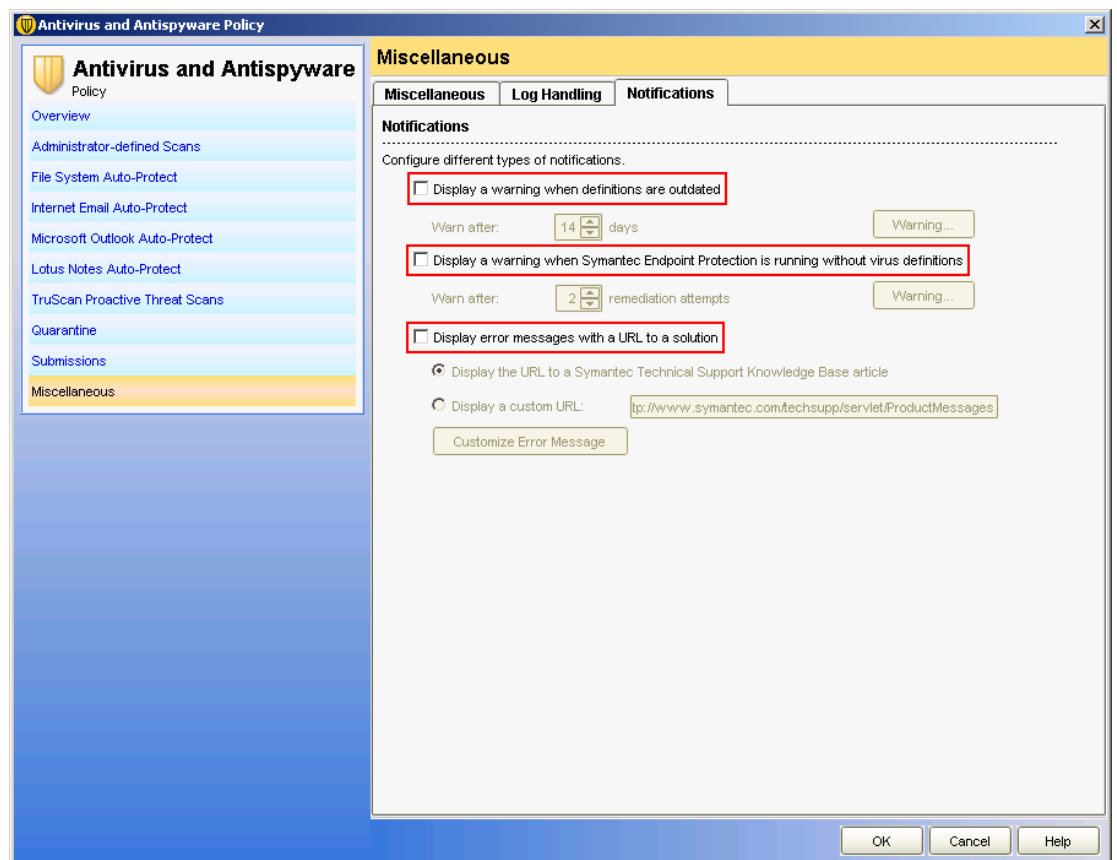 Antivirus and Antispyware Policy
Antivirus and Antispyware
Policy
Overview
Administrator-defined Scans
File System Auto-Protect
Internet Email Auto-Protect
Microsoft Outlook Auto-Protect
Lotus Notes Auto-Protect
TruScan Proactive Threat Scans
Quarantine
Submissions
Miscellaneous
Miscellaneous
Miscellaneous Log Handling Notifications
Notifications
Configure different types of notifications.
Display a warning when definitions are outdated
Warn after: 14 days Warning...
Display a warning when Symantec Endpoint Protection is running without virus definitions
Warn after: 2 remediation attempts Warning...
Display error messages with a URL to a solution
Display the URL to a Symantec Technical Support Knowledge Base article
Display a custom URL: tp://www.symantec.com/techsupp/servlet/ProductMessages
Customize Error Message
OK Cancel Help